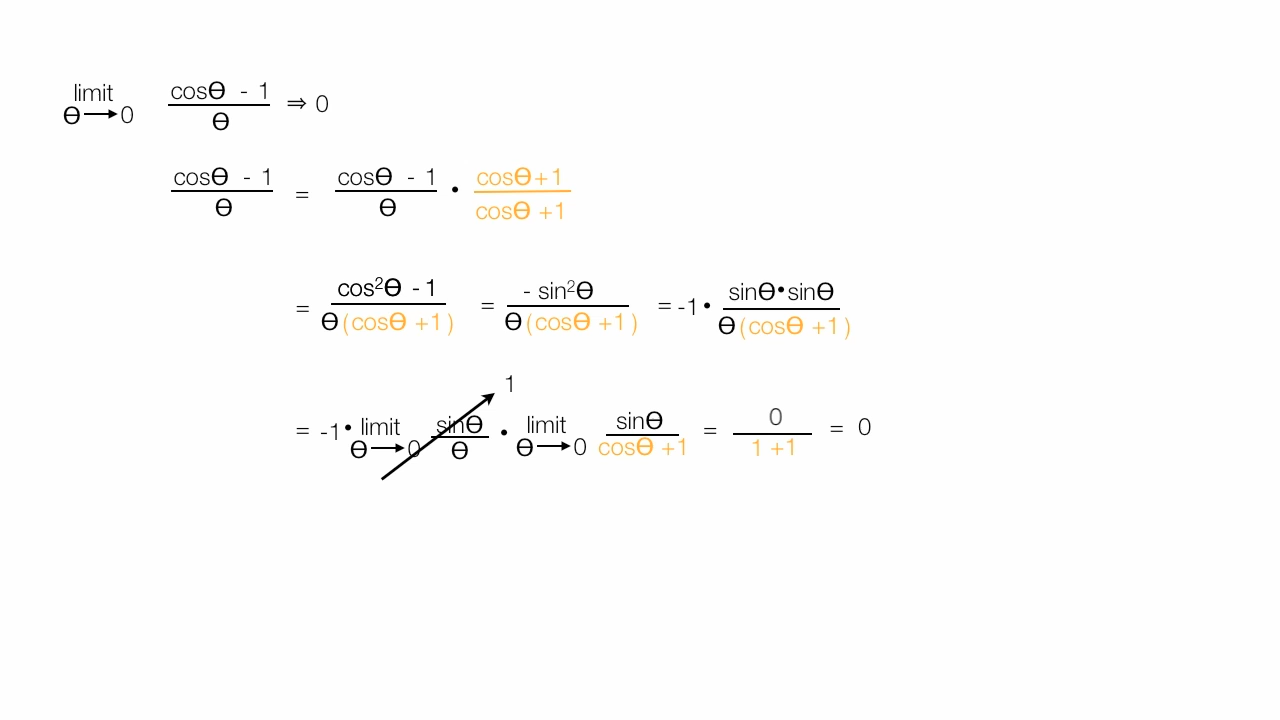 limit θ→0 cosθ - 1 / θ ⇒ 0
cosθ - 1 / θ = cosθ - 1 / θ • cosθ+1 / cosθ +1
= cos²θ - 1 / θ(cosθ +1) = - sin²θ / θ(cosθ +1) = -1• sinθ•sinθ / θ(cosθ +1)
= -1• limit θ→0 sinθ / θ 1 • limit θ→0 sinθ / cosθ +1 = 0 / 1 +1 = 0